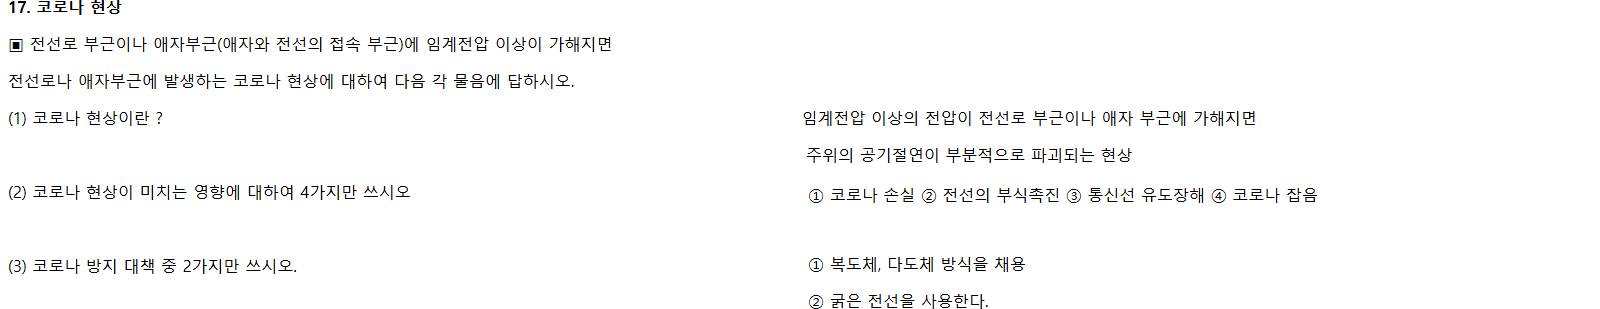 17. 코로나 현상
▣ 전선로 부근이나 애자부근(애자와 전선의 접속 부근)에 임계전압 이상이 가해지면
전선로나 애자부근에 발생하는 코로나 현상에 대하여 다음 각 물음에 답하시오.
(1) 코로나 현상이란 ?
임계전압 이상의 전압이 전선로 부근이나 애자 부근에 가해지면
주위의 공기절연이 부분적으로 파괴되는 현상
(2) 코로나 현상이 미치는 영향에 대하여 4가지만 쓰시오
① 코로나 손실 ② 전선의 부식촉진 ③ 통신선 유도장해 ④ 코로나 잡음
(3) 코로나 방지 대책 중 2가지만 쓰시오.
① 복도체, 다도체 방식을 채용
② 굵은 전선을 사용한다.